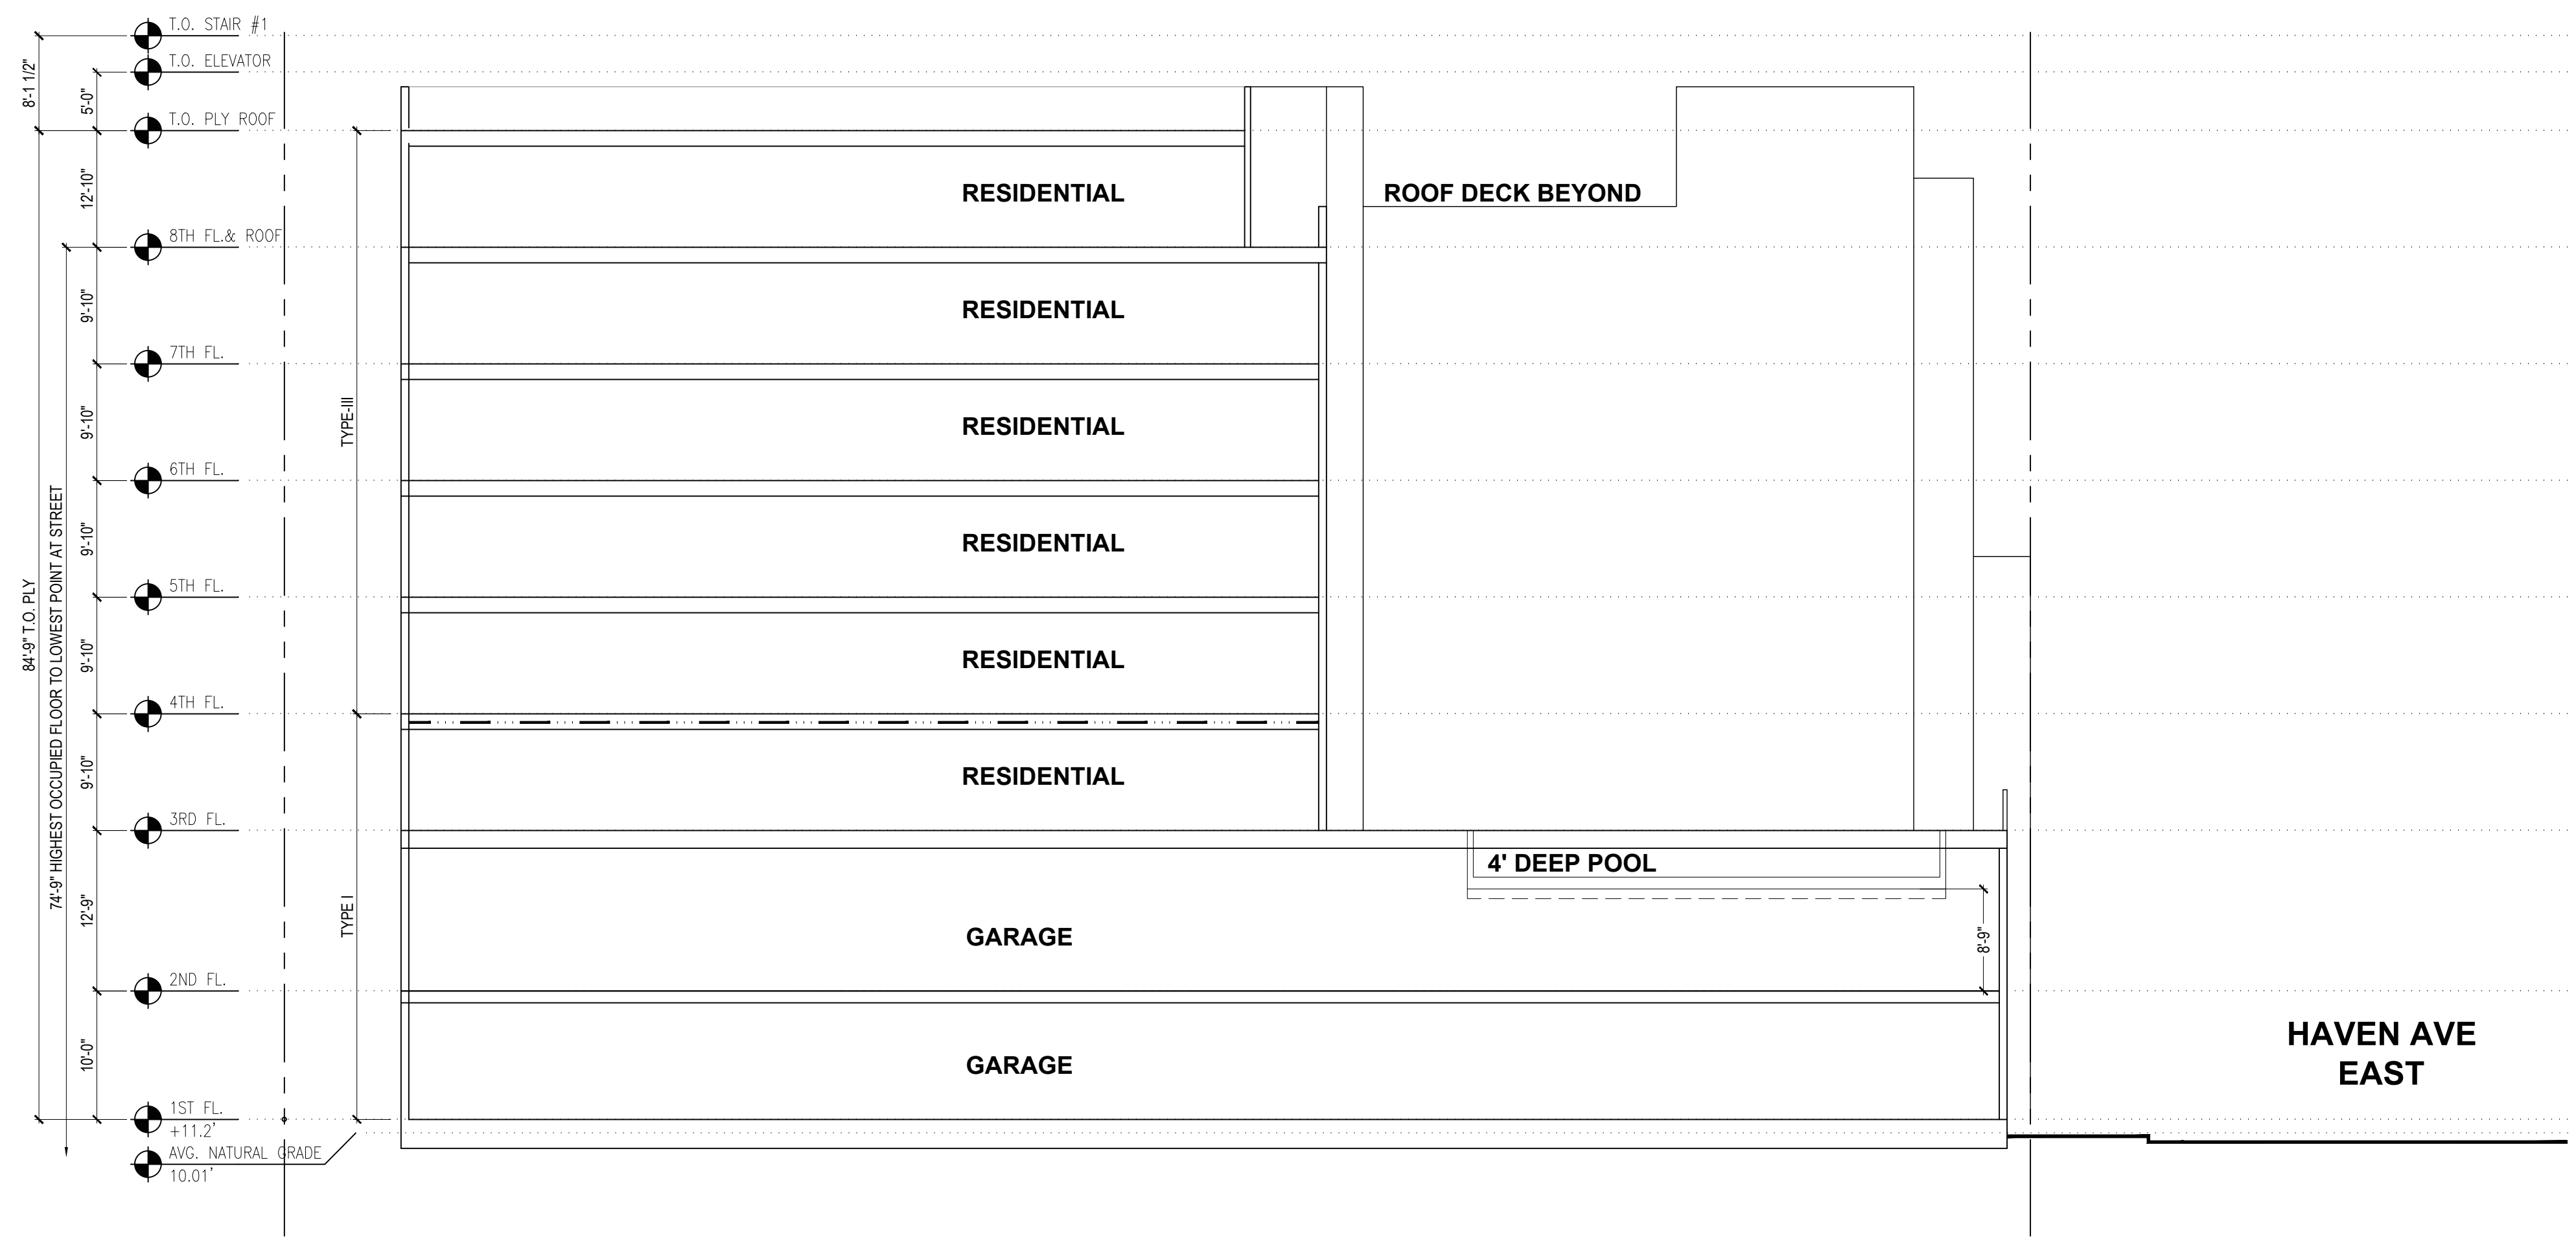 T.O. STAIR #1
T.O. ELEVATOR
T.O. PLY ROOF
8TH FL.& ROOF
7TH FL.
6TH FL.
5TH FL.
4TH FL.
3RD FL.
2ND FL.
1ST FL.
+11.2'
AVG. NATURAL GRADE
10.01'
8'-1 1/2"
84'-9" T.O. PLY
74'-9" HIGHEST OCCUPIED FLOOR TO LOWEST POINT AT STREET
5'-0"
12'-10"
9'-10"
9'-10"
9'-10"
9'-10"
9'-10"
12'-9"
10'-0"
TYPE-III
TYPE I
RESIDENTIAL
ROOF DECK BEYOND
RESIDENTIAL
RESIDENTIAL
RESIDENTIAL
RESIDENTIAL
RESIDENTIAL
4' DEEP POOL
GARAGE
8'-9"
GARAGE
HAVEN AVE
EAST